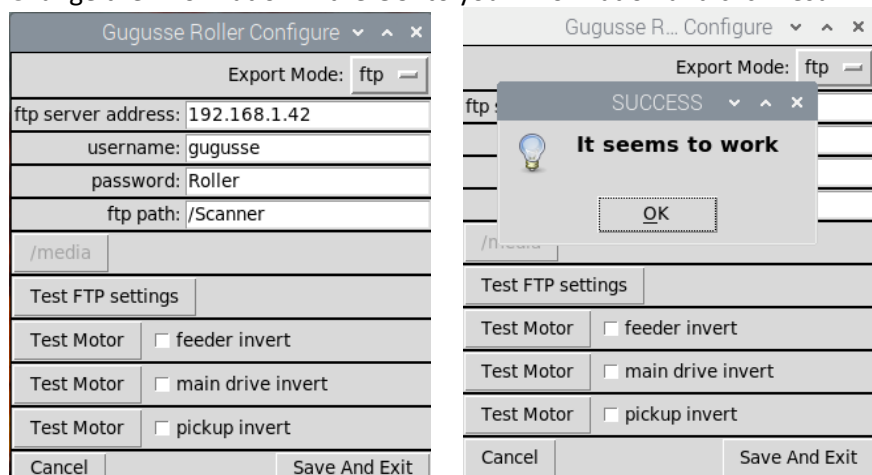 Gugusse Roller Configure
Export Mode: ftp
ftp server address: 192.168.1.42
username: gugusse
password: Roller
ftp path: /Scanner
/media
Test FTP settings
Test Motor feeder invert
Test Motor main drive invert
Test Motor pickup invert
Cancel Save And Exit
Gugusse R... Configure
Export Mode: ftp
ftp
SUCCESS
It seems to work
OK
Test FTP settings
Test Motor feeder invert
Test Motor main drive invert
Test Motor pickup invert
Cancel Save And Exit